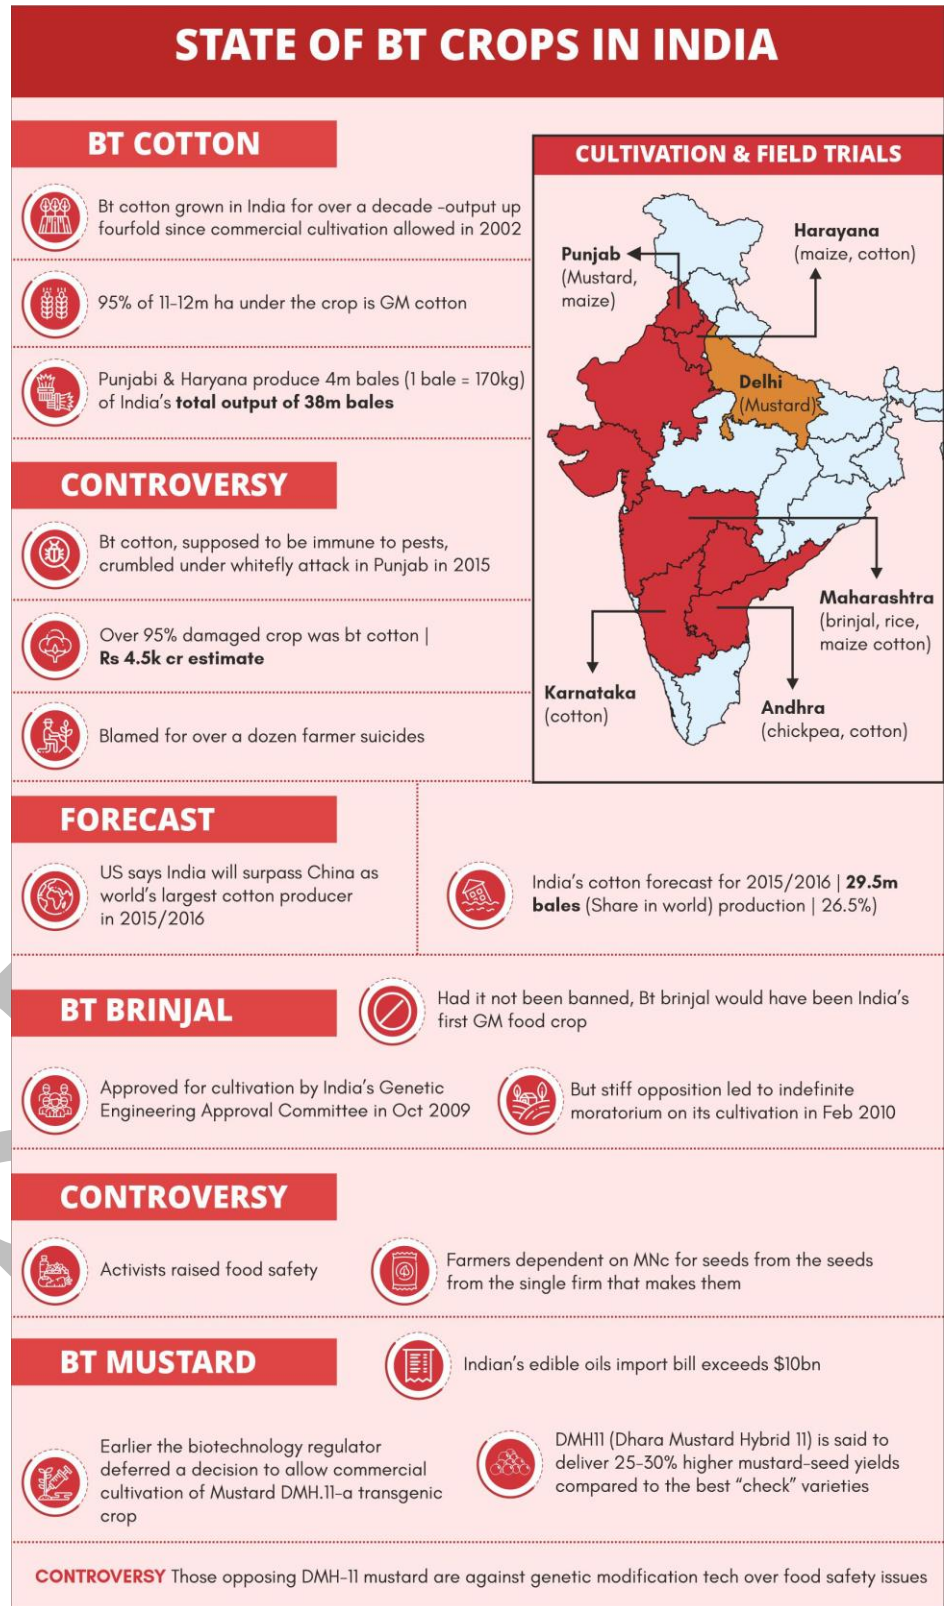 STATE OF BT CROPS IN INDIA
BT COTTON
Bt cotton grown in India for over a decade -output up
fourfold since commercial cultivation allowed in 2002
95% of 11-12m ha under the crop is GM cotton
Punjabi & Haryana produce 4m bales (1 bale = 170kg)
of India's total output of 38m bales
CULTIVATION & FIELD TRIALS
Punjab
(Mustard,
maize)
Harayana
(maize, cotton)
Delhi
(Mustard)
Maharashtra
(brinjal, rice,
maize cotton)
Karnataka
(cotton)
Andhra
(chickpea, cotton)
CONTROVERSY
Bt cotton, supposed to be immune to pests,
crumbled under whitefly attack in Punjab in 2015
Over 95% damaged crop was bt cotton |
Rs 4.5k cr estimate
Blamed for over a dozen farmer suicides
FORECAST
US says India will surpass China as
world's largest cotton producer
in 2015/2016
India's cotton forecast for 2015/2016 | 29.5m
bales (Share in world) production | 26.5%)
BT BRINJAL
Had it not been banned, Bt brinjal would have been India's
first GM food crop
Approved for cultivation by India's Genetic
Engineering Approval Committee in Oct 2009
But stiff opposition led to indefinite
moratorium on its cultivation in Feb 2010
CONTROVERSY
Activists raised food safety
Farmers dependent on MNc for seeds from the seeds
from the single firm that makes them
BT MUSTARD
Indian's edible oils import bill exceeds $10bn
Earlier the biotechnology regulator
deferred a decision to allow commercial
cultivation of Mustard DMH.11-a transgenic
crop
DMH11 (Dhara Mustard Hybrid 11) is said to
deliver 25-30% higher mustard-seed yields
compared to the best "check" varieties
CONTROVERSY Those opposing DMH-11 mustard are against genetic modification tech over food safety issues